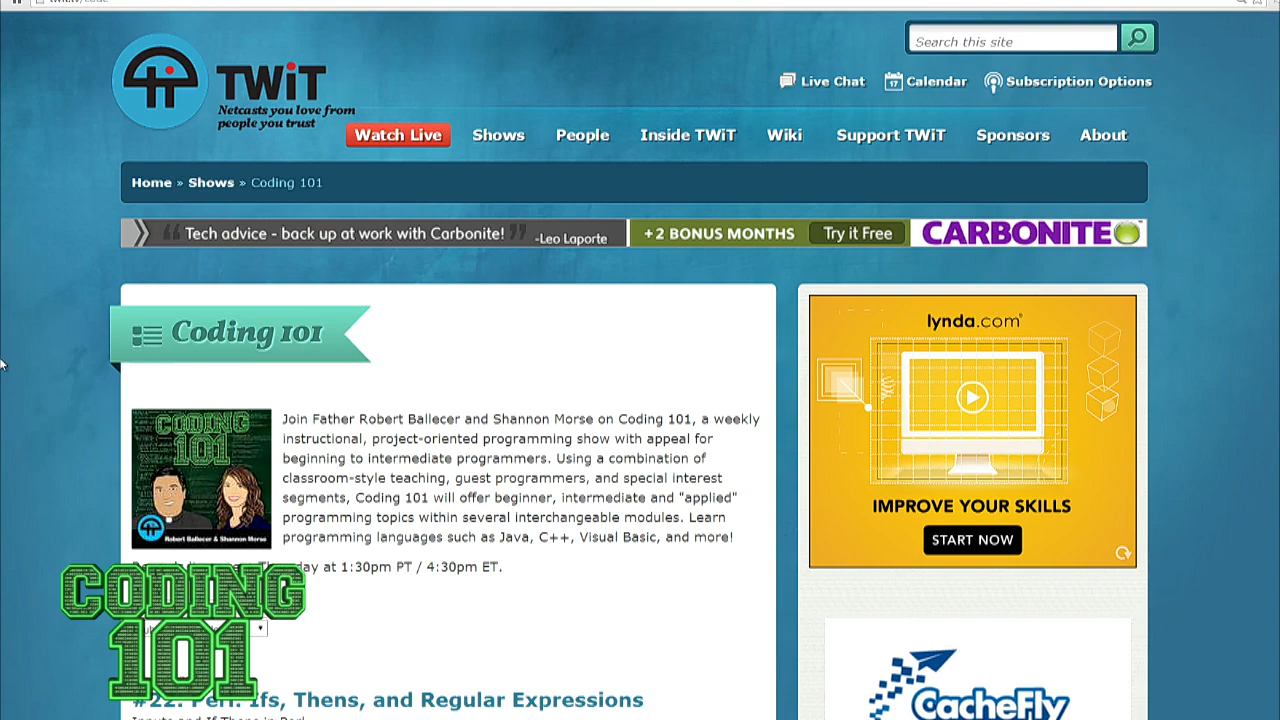 Search this site
TWiT
Netcasts you love from
people you trust
Live Chat
17
Calendar
Subscription Options
Watch Live
Shows
People
Inside TWiT
Wiki
Support TWiT
Sponsors
About
Home » Shows » Coding 101
Tech advice - back up at work with Carbonite!
-Leo Laporte
+2 BONUS MONTHS
Try it Free
CARBONITE
Coding 101
CODING
101
Robert Ballecer & Shannon Morse
Join Father Robert Ballecer and Shannon Morse on Coding 101, a weekly
instructional, project-oriented programming show with appeal for
beginning to intermediate programmers. Using a combination of
classroom-style teaching, guest programmers, and special interest
segments, Coding 101 will offer beginner, intermediate and "applied"
programming topics within several interchangeable modules. Learn
programming languages such as Java, C++, Visual Basic, and more!
at 1:30pm PT / 4:30pm ET.
CODING
101
#22: Perl: Ifs, Thens, and Regular Expressions
lynda.com
IMPROVE YOUR SKILLS
START NOW
CacheFly